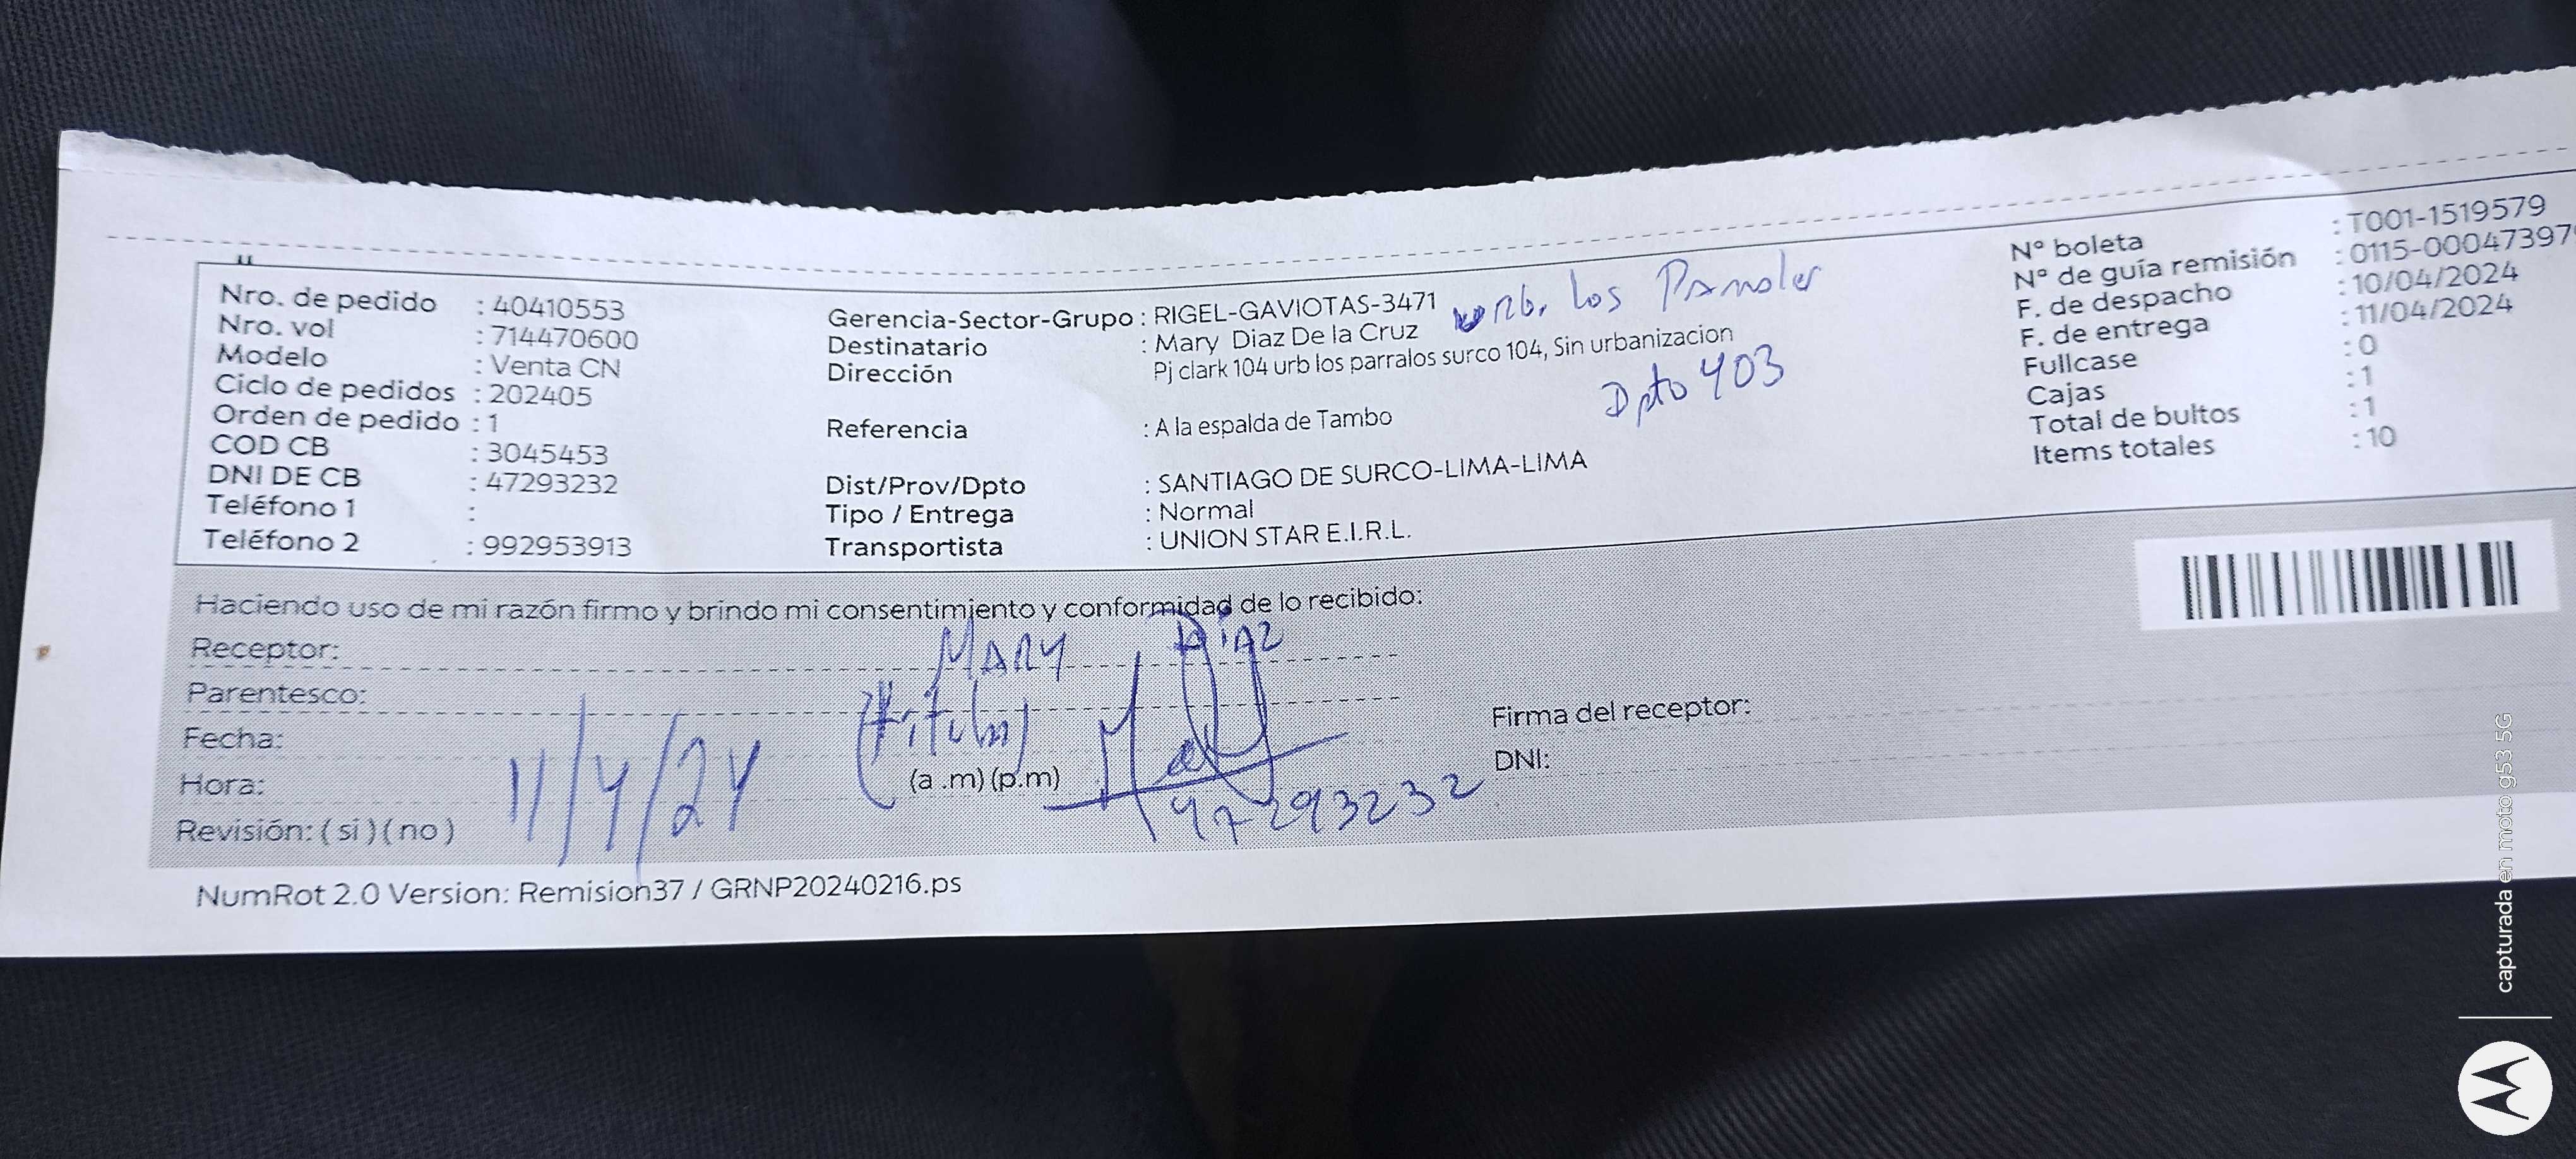 Nro. de pedido : 40410553
Nro. vol : 714470600
Modelo : Venta CN
Ciclo de pedidos : 202405
Orden de pedido : 1
COD CB : 3045453
DNI DE CB : 47293232
Teléfono 1 :
Teléfono 2 : 992953913
Gerencia-Sector-Grupo : RIGEL-GAVIOTAS-3471
urb. Los
Destinatario : Mary Diaz De la Cruz
Dirección Pj clark 104 urb los parralos surco 104, Sin urbanizacion
Dpto 403
Referencia : A la espalda de Tambo
Dist/Prov/Dpto : SANTIAGO DE SURCO-LIMA-LIMA
Tipo / Entrega : Normal
Transportista : UNION STAR E.I.R.L.
N° boleta : T001-1519579
N° de guía remisión : 0115-000473979
F. de despacho : 10/04/2024
F. de entrega : 11/04/2024
Fullcase : 0
Cajas : 1
Total de bultos : 1
Items totales : 10
Haciendo uso de mi razón firmo y brindo mi consentimiento y conformidad de lo recibido:
Receptor: MARY DiAZ
Parentesco: (titular)
Fecha: 11/4/24
Hora: (a .m) (p.m)
Revisión: ( si ) ( no )
Firma del receptor:
DNI: 47293232
NumRot 2.0 Version: Remision37 / GRNP20240216.ps
capturada en moto g53 5G